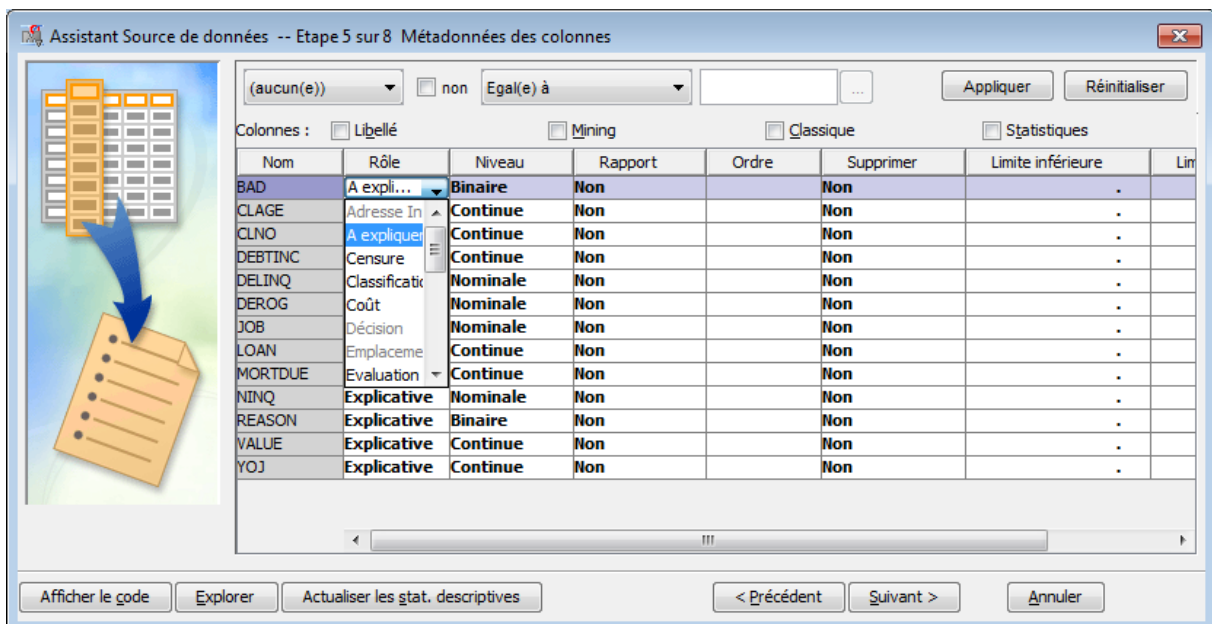 Assistant Source de données -- Etape 5 sur 8 Métadonnées des colonnes
(aucun(e)) non Egal(e) à ... Appliquer Réinitialiser
Colonnes : Libellé Mining Classique Statistiques
Nom Rôle Niveau Rapport Ordre Supprimer Limite inférieure Lim
BAD A expli... Binaire Non Non .
CLAGE Adresse In Continue Non Non .
CLNO A expliquer Continue Non Non .
DEBTINC Censure Continue Non Non .
DELINQ Classificatio Nominale Non Non .
DEROG Coût Nominale Non Non .
JOB Décision Nominale Non Non .
LOAN Emplaceme Continue Non Non .
MORTDUE Evaluation Continue Non Non .
NINQ Explicative Nominale Non Non .
REASON Explicative Binaire Non Non .
VALUE Explicative Continue Non Non .
YOJ Explicative Continue Non Non .
Afficher le code Explorer Actualiser les stat. descriptives < Précédent Suivant > Annuler